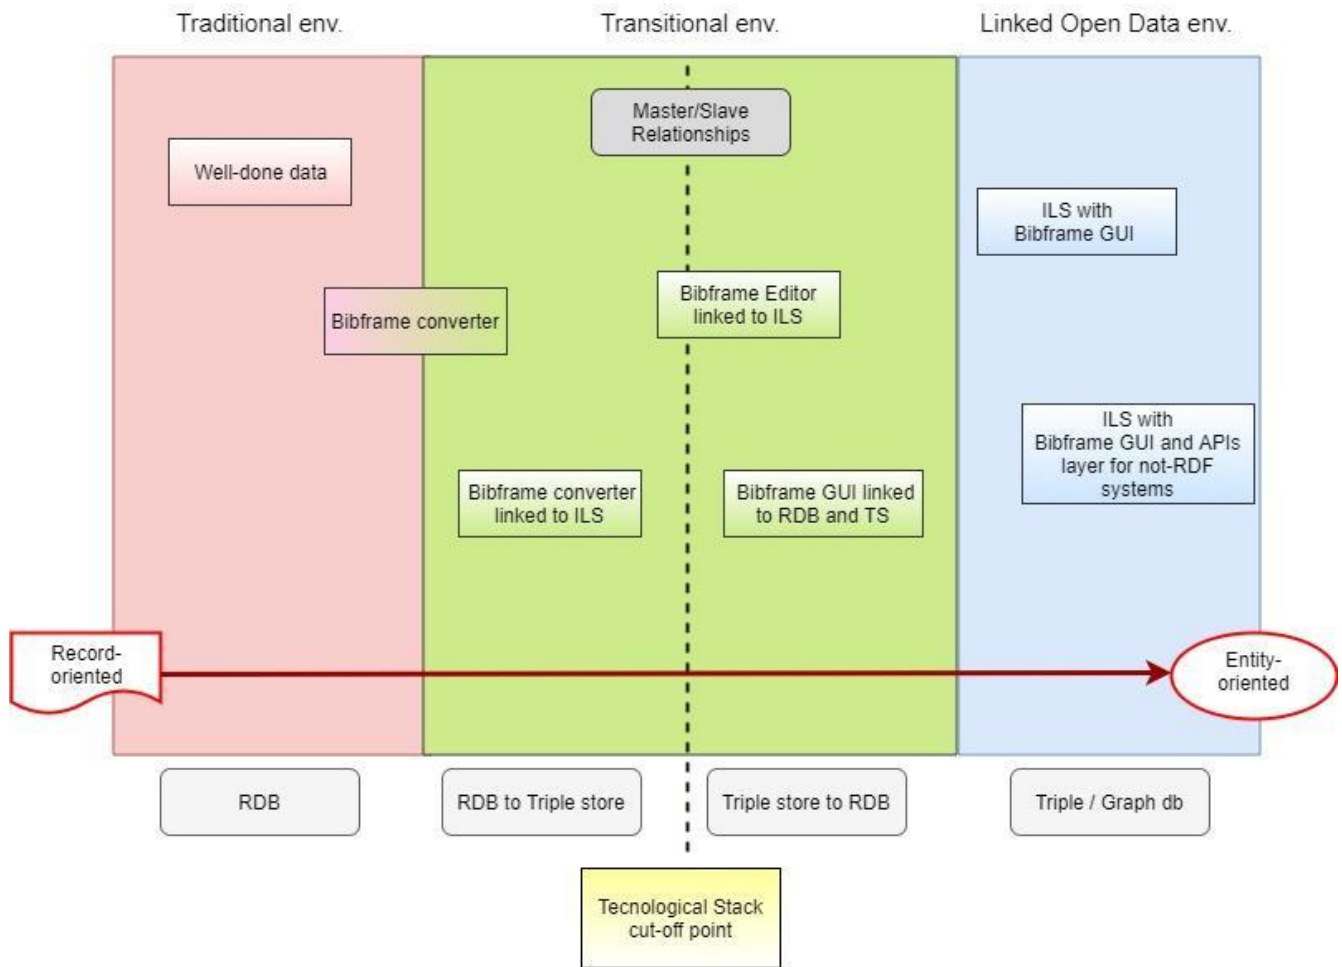 Traditional env.
Transitional env.
Linked Open Data env.
Master/Slave
Relationships
Well-done data
ILS with
Bibframe GUI
Bibframe converter
Bibframe Editor
linked to ILS
ILS with
Bibframe GUI and APIs
layer for not-RDF
systems
Bibframe converter
linked to ILS
Bibframe GUI linked
to RDB and TS
Record-
oriented
Entity-
oriented
RDB
RDB to Triple store
Triple store to RDB
Triple / Graph db
Tecnological Stack
cut-off point